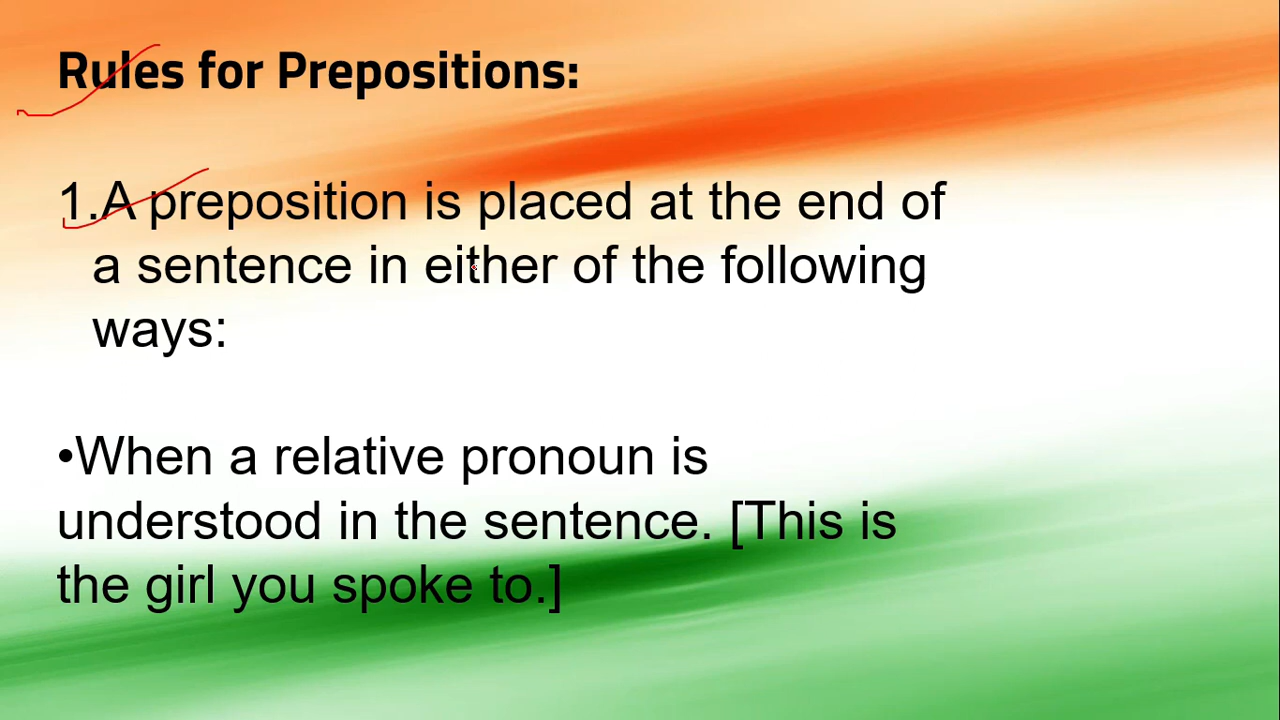 Rules for Prepositions:
1.A preposition is placed at the end of
a sentence in either of the following
ways:
•When a relative pronoun is
understood in the sentence. [This is
the girl you spoke to.]